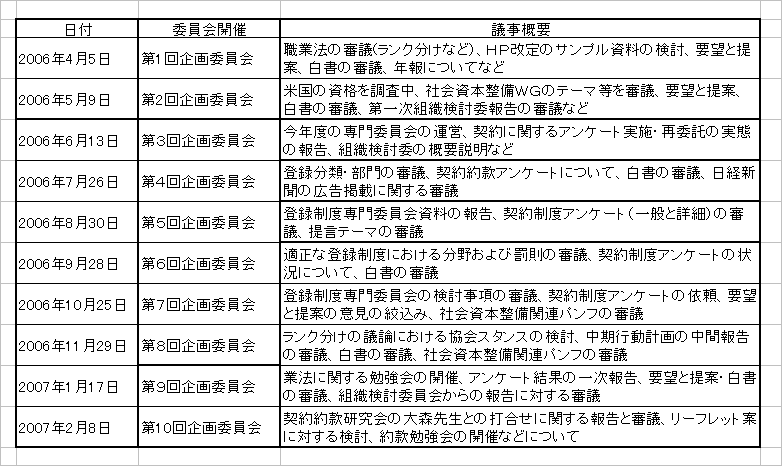 日付 委員会開催 議事概要
2006年4月5日 第1回企画委員会 職業法の審議(ランク分けなど)、HP改定のサンプル資料の検討、要望と提
案、白書の審議、年報についてなど
2006年5月9日 第2回企画委員会 米国の資格を調査中、社会資本整備WGのテーマ等を審議、要望と提案、
白書の審議、第一次組織検討委報告の審議など
2006年6月13日 第3回企画委員会 今年度の専門委員会の運営、契約に関するアンケート実施・再委託の実態
の報告、組織検討委の概要説明など
2006年7月26日 第4回企画委員会 登録分類・部門の審議、契約約款アンケートについて、白書の審議、日経新
聞の広告掲載に関する審議
2006年8月30日 第5回企画委員会 登録制度専門委員会資料の報告、契約制度アンケート(一般と詳細)の審
議、提言テーマの審議
2006年9月28日 第6回企画委員会 適正な登録制度における分野および罰則の審議、契約制度アンケートの状
況について、白書の審議
2006年10月25日 第7回企画委員会 登録制度専門委員会の検討事項の審議、契約制度アンケートの依頼、要望
と提案の意見の絞込み、社会資本整備関連パンフの審議
2006年11月29日 第8回企画委員会 ランク分けの議論における協会スタンスの検討、中期行動計画の中間報告
の審議、白書の審議、社会資本整備関連パンフの審議
2007年1月17日 第9回企画委員会 業法に関する勉強会の開催、アンケート結果の一次報告、要望と提案・白書
の審議、組織検討委員会からの報告に対する審議
2007年2月8日 第10回企画委員会 契約約款研究会の大森先生との打合せに関する報告と審議、リーフレット案
に対する検討、約款勉強会の開催などについて